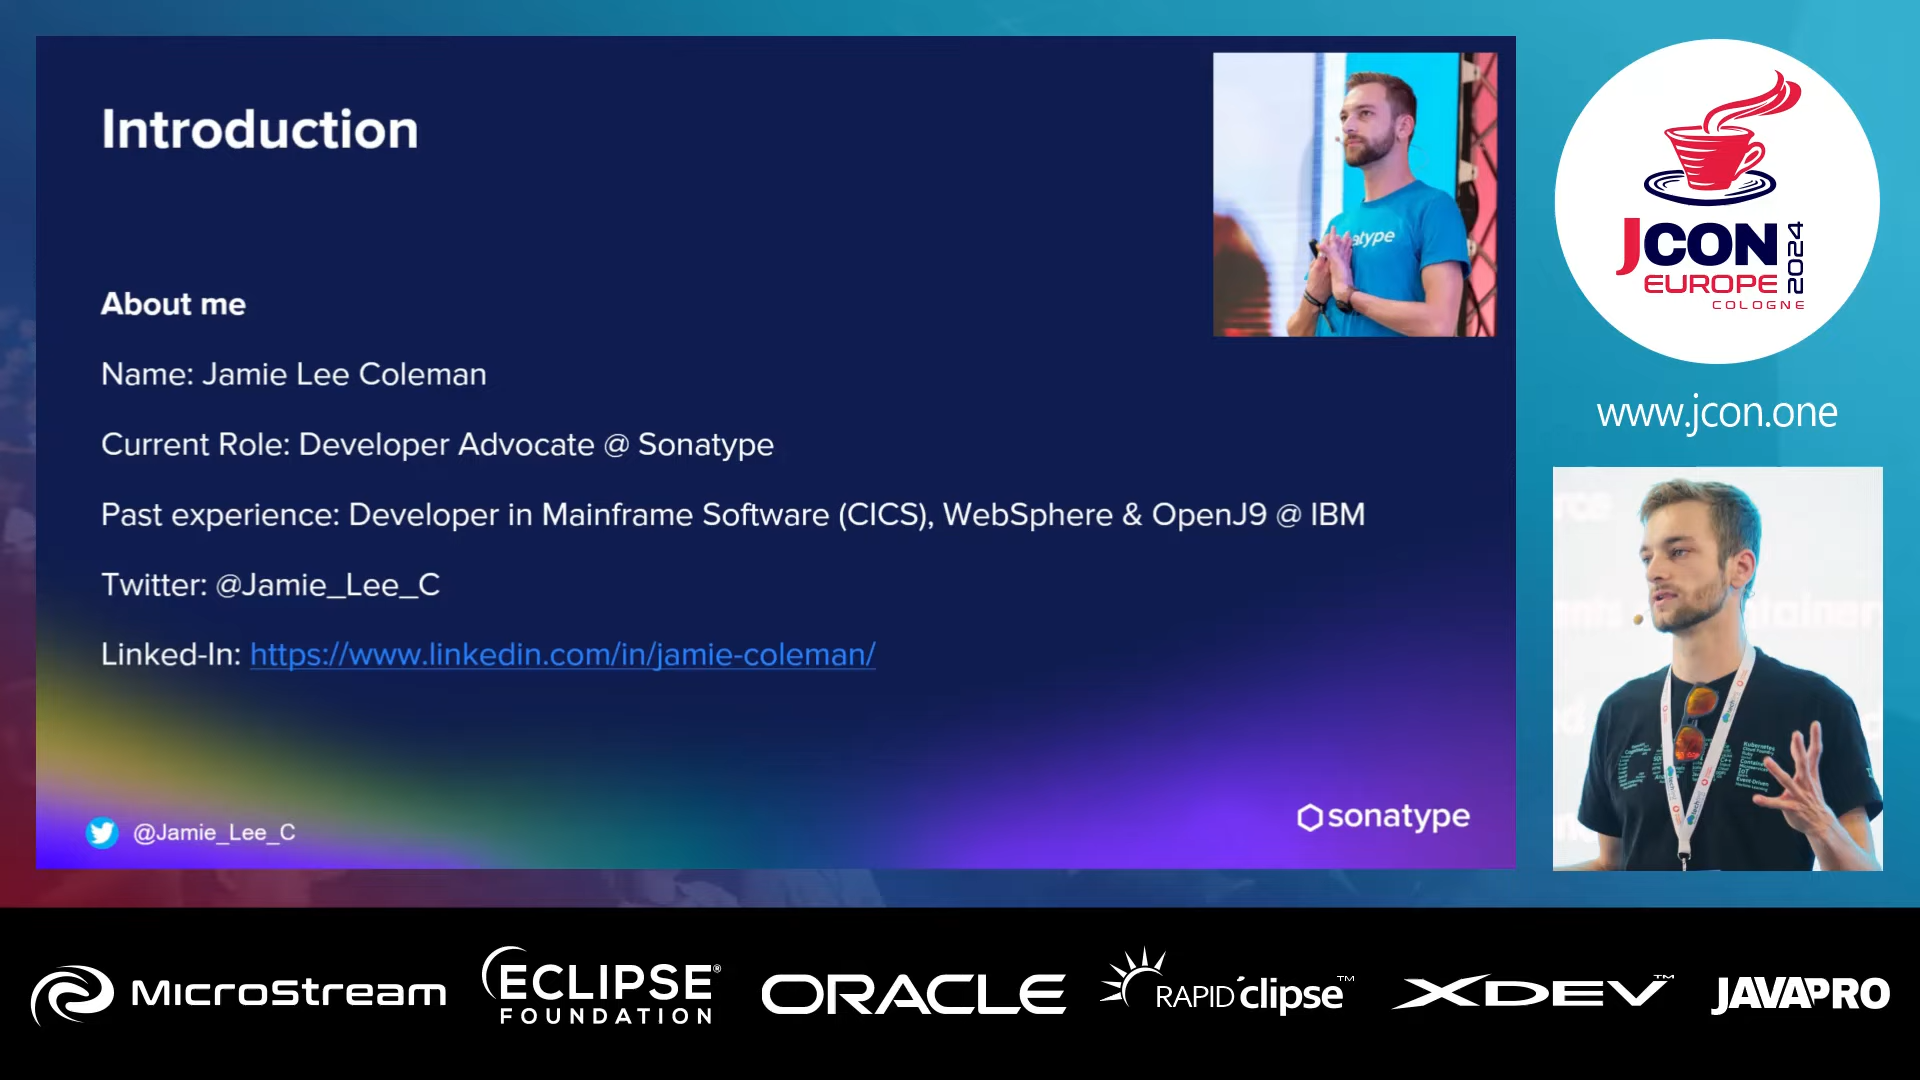 Introduction
About me
Name: Jamie Lee Coleman
Current Role: Developer Advocate @ Sonatype
Past experience: Developer in Mainframe Software (CICS), WebSphere & OpenJ9 @ IBM
Twitter: @Jamie_Lee_C
Linked-In: https://www.linkedin.com/in/jamie-coleman/
@Jamie_Lee_C
sonatype
JCON
EUROPE
2024
COLOGNE
www.jcon.one
MicroStream
ECLIPSE®
FOUNDATION
ORACLE
RAPID'clipse™
XDEV™
JAVAPRO